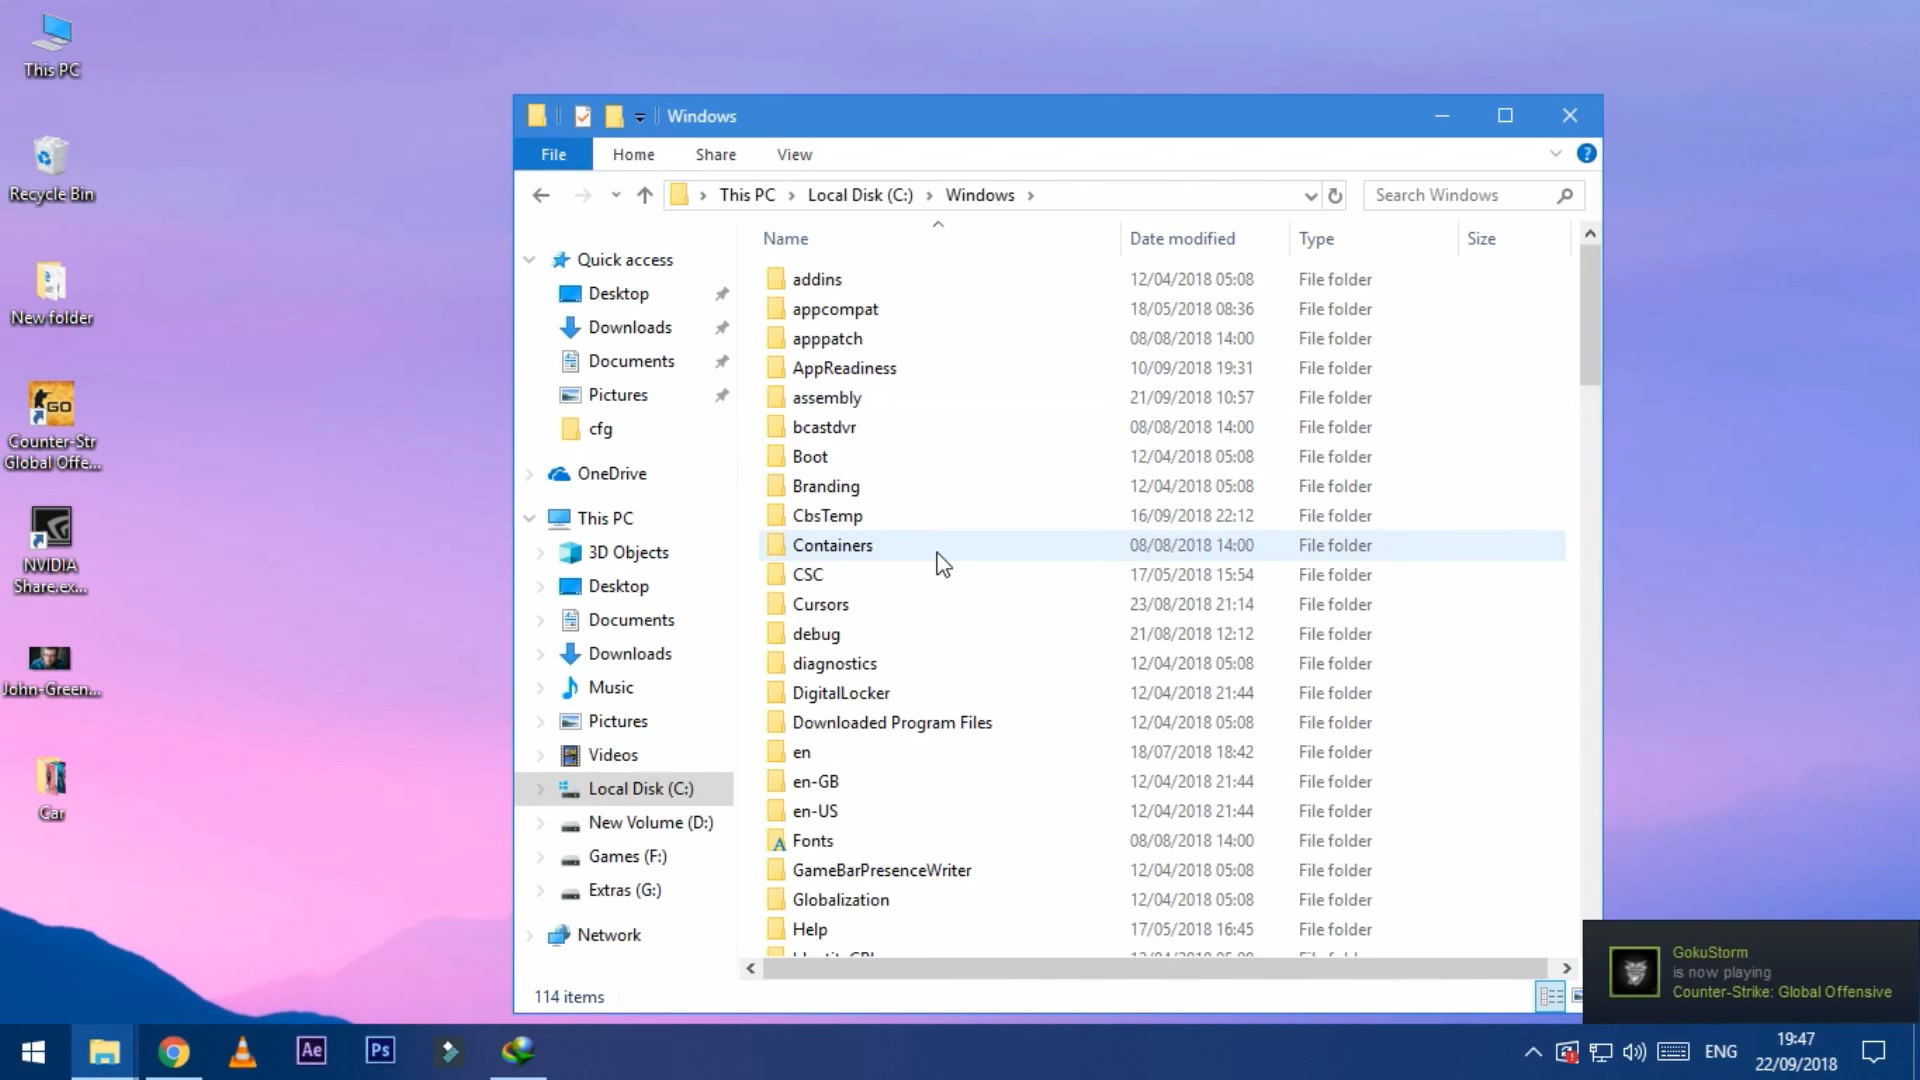 This PC
Recycle Bin
New folder
GO
Counter-Str
Global Offe...
NVIDIA
Share.ex...
John-Green...
Car
Windows
File
Home
Share
View
?
This PC
Local Disk (C:)
Windows
Search Windows
Quick access
Desktop
Downloads
Documents
Pictures
cfg
OneDrive
This PC
3D Objects
Desktop
Documents
Downloads
Music
Pictures
Videos
Local Disk (C:)
New Volume (D:)
Games (F:)
Extras (G:)
Network
Name Date modified Type Size
addins 12/04/2018 05:08 File folder
appcompat 18/05/2018 08:36 File folder
apppatch 08/08/2018 14:00 File folder
AppReadiness 10/09/2018 19:31 File folder
assembly 21/09/2018 10:57 File folder
bcastdvr 08/08/2018 14:00 File folder
Boot 12/04/2018 05:08 File folder
Branding 12/04/2018 05:08 File folder
CbsTemp 16/09/2018 22:12 File folder
Containers 08/08/2018 14:00 File folder
CSC 17/05/2018 15:54 File folder
Cursors 23/08/2018 21:14 File folder
debug 21/08/2018 12:12 File folder
diagnostics 12/04/2018 05:08 File folder
DigitalLocker 12/04/2018 21:44 File folder
Downloaded Program Files 12/04/2018 05:08 File folder
en 18/07/2018 18:42 File folder
en-GB 12/04/2018 21:44 File folder
en-US 12/04/2018 21:44 File folder
Fonts 08/08/2018 14:00 File folder
GameBarPresenceWriter 12/04/2018 05:08 File folder
Globalization 12/04/2018 05:08 File folder
Help 17/05/2018 16:45 File folder
114 items
GokuStorm
is now playing
Counter-Strike: Global Offensive
Ae
Ps
ENG
19:47
22/09/2018